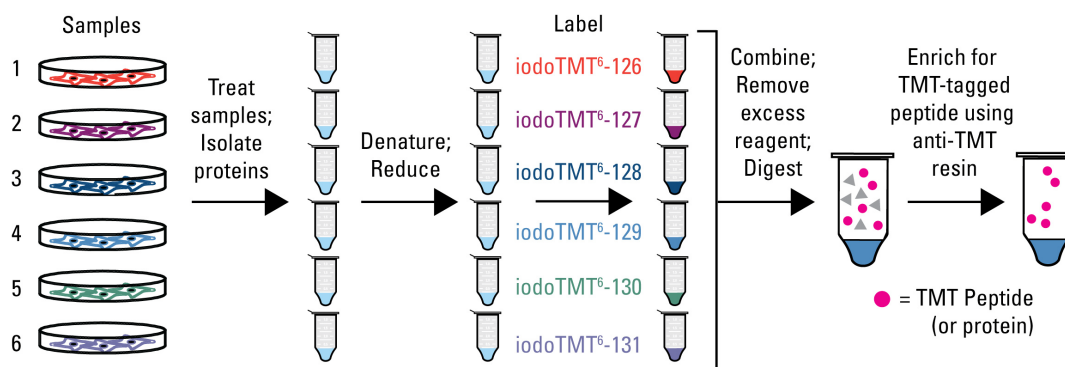 Samples
1
2
3
4
5
6
Treat
samples;
Isolate
proteins
Denature;
Reduce
Label
iodoTMT⁶-126
iodoTMT⁶-127
iodoTMT⁶-128
iodoTMT⁶-129
iodoTMT⁶-130
iodoTMT⁶-131
Combine;
Remove
excess
reagent;
Digest
Enrich for
TMT-tagged
peptide using
anti-TMT
resin
= TMT Peptide
(or protein)